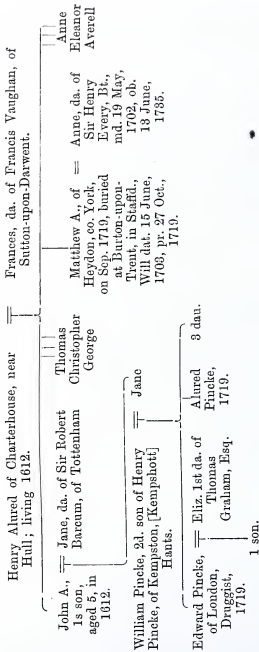 Henry Alured of Charterhouse, near
Hull; living 1612.
Frances, da. of Francis Vaughan, of
Sutton-upon-Darwent.
John A.,
1s son,
aged 5, in
1612.
Jane, da. of Sir Robert
Barcum, of Tottenham
Thomas
Christopher
George
Matthew A., of
Heydon, co. York,
on Sep. 1719, buried
at Burton-upon-
Trent, in Staffd.,
Will dat. 15 June,
1703, pr. 27 Oct.,
1719.
Anne, da. of
Sir Henry
Every, Bt.,
md. 19 May,
1702, ob.
13 June,
1735.
Anne
Eleanor
Averell
William Pincke, 2d. son of Henry
Pincke, of Kempston, [Kempshott]
Hants.
Jane
Edward Pincke,
of London,
Druggist,
1719.
Eliz. 1st da. of
Thomas
Graham, Esq.
Alured
Pincke,
1719.
3 dau.
1 son.